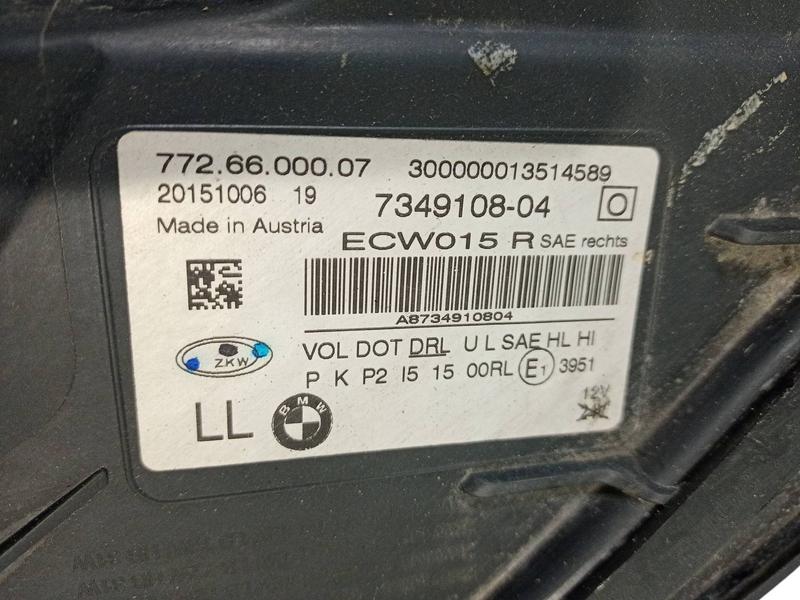 772.66.000.07 300000013514589
20151006 19 7349108-04 O
Made in Austria
ECW015 R SAE rechts
A8734910804
ZKW
VOL DOT DRL U L SAE HL HI
P K P2 I5 15 00RL E1 3951
12V
LL BMW